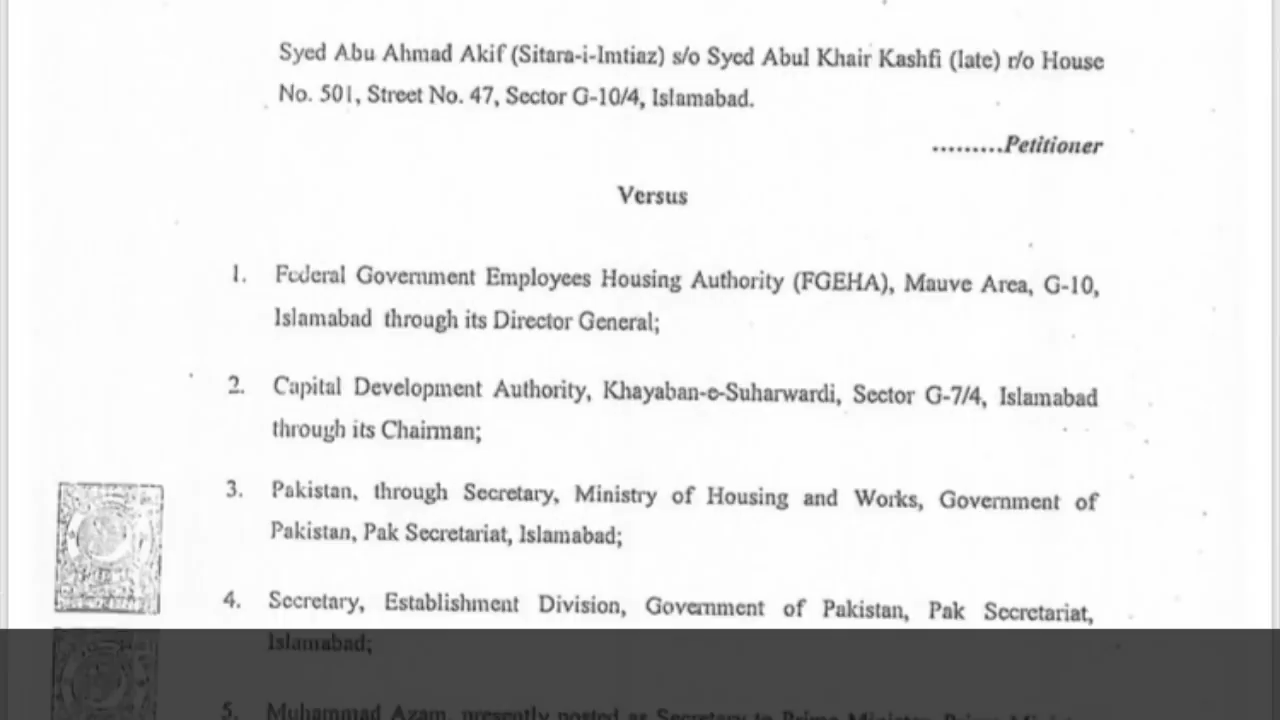 Syed Abu Ahmad Akif (Sitara-i-Imtiaz) s/o Syed Abul Khair Kashfi (late) r/o House
No. 501, Street No. 47, Sector G-10/4, Islamabad.
.........Petitioner
Versus
1. Federal Government Employees Housing Authority (FGEHA), Mauve Area, G-10,
Islamabad through its Director General;
2. Capital Development Authority, Khayaban-e-Suharwardi, Sector G-7/4, Islamabad
through its Chairman;
3. Pakistan, through Secretary, Ministry of Housing and Works, Government of
Pakistan, Pak Secretariat, Islamabad;
4. Secretary, Establishment Division, Government of Pakistan, Pak Secretariat,
Islamabad;
5. Muhammad Azam, presently posted as Secretary to Prime Minister, Prime